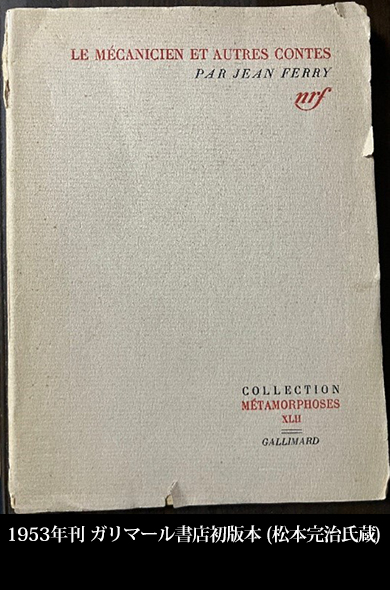 LE MÉCANICIEN ET AUTRES CONTES
PAR JEAN FERRY
nrf
COLLECTION
MÉTAMORPHOSES
XLII
GALLIMARD
1953年刊 ガリマール書店初版本 (松本完治氏蔵)